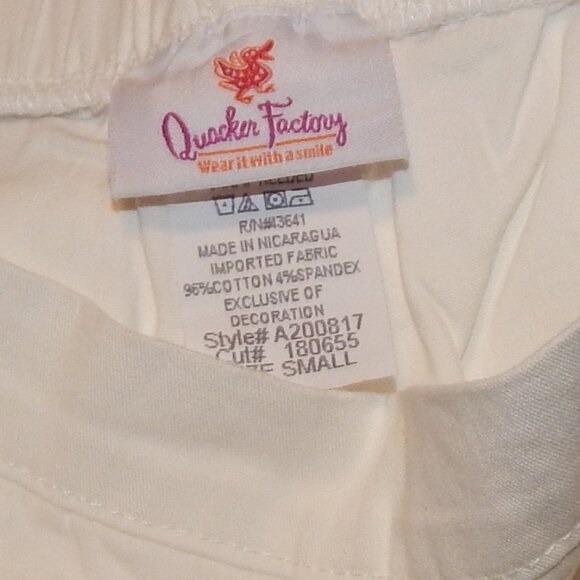 Quacker Factory
Wear it with a smile
NEEDED
R/N#43641
MADE IN NICARAGUA
IMPORTED FABRIC
96%COTTON 4%SPANDEX
EXCLUSIVE OF
DECORATION
Style# A200817
Cut# 180655
SMALL